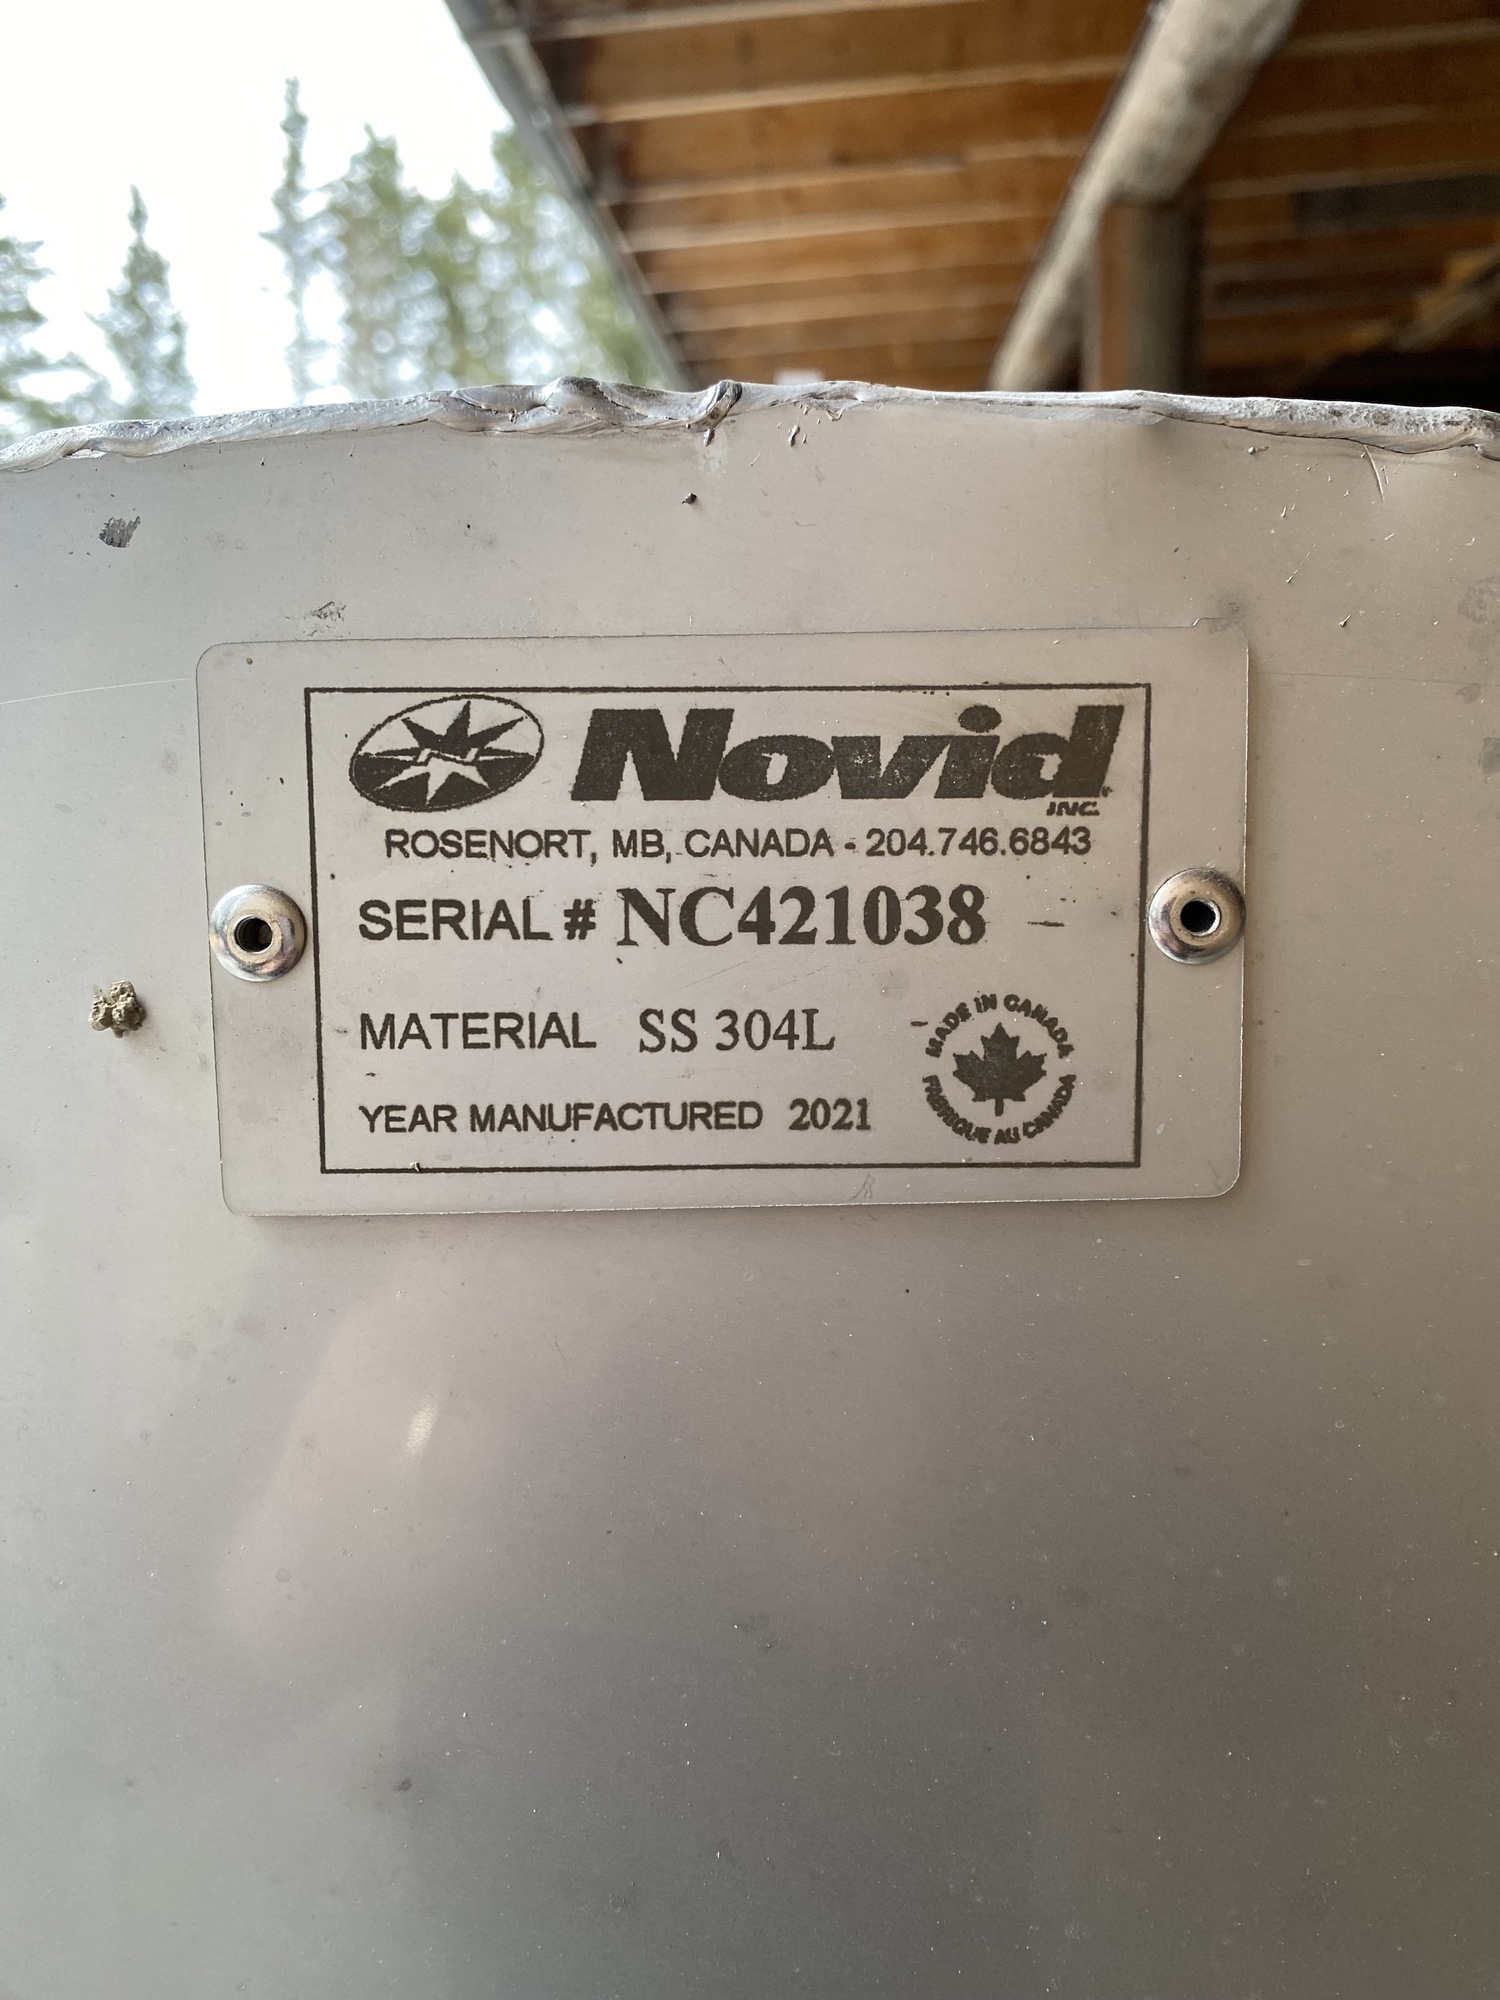 Novid
INC.
ROSENORT, MB, CANADA - 204.746.6843
SERIAL # NC421038
MATERIAL SS 304L
MADE IN CANADA
FABRIQUE AU CANADA
YEAR MANUFACTURED 2021